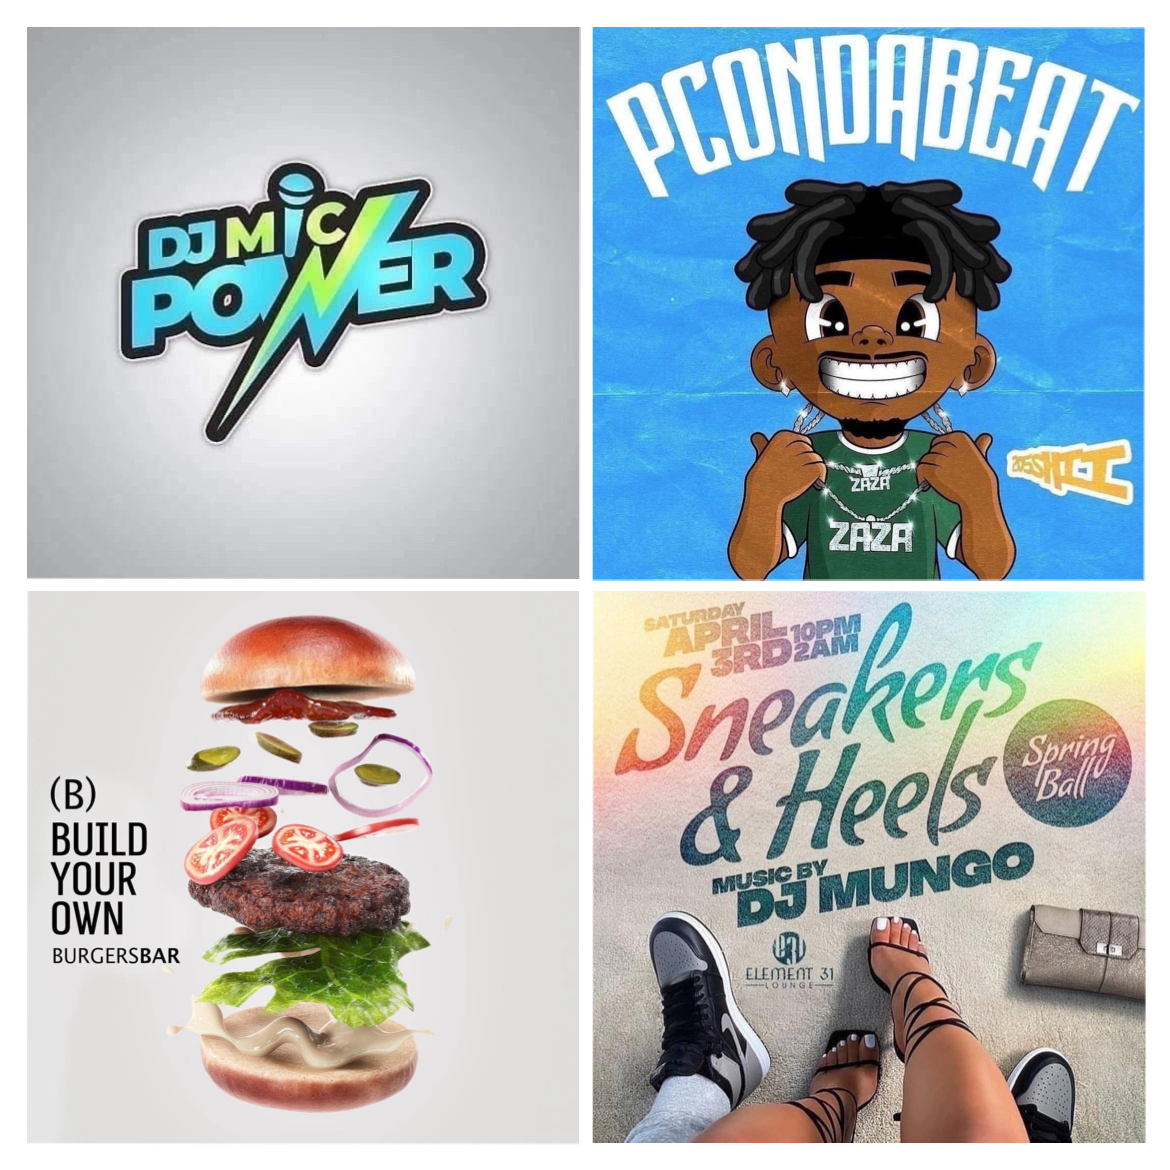 DJ MIC
POWER
PCONDABEAT
ZAZA
ZAZA
(B)
BUILD
YOUR
OWN
BURGERSBAR
SATURDAY
APRIL
3RD
10PM
2AM
Sneakers
& Heels
Spring
Ball
MUSIC BY
DJ MUNGO
ELEMENT 31
LOUNGE